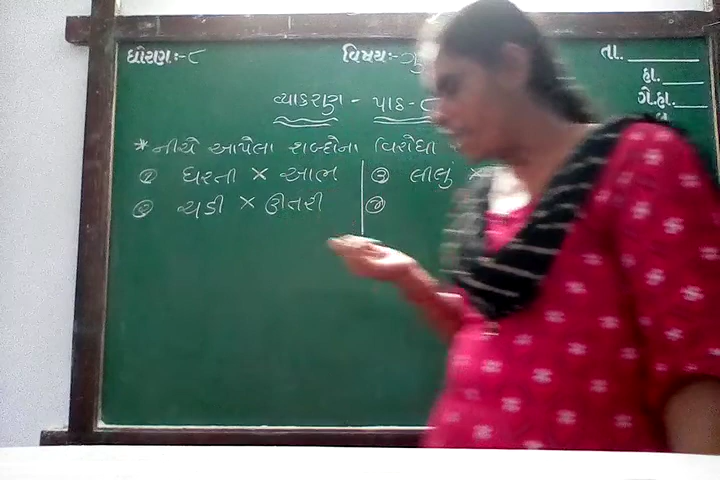 ધોરણ:-૮ વિષય:- તા.
હા.
ગે.હા.
વ્યાકરણ - પાઠ-૮
* નીચે આપેલા શબ્દોના વિરોધી
૧ ધરતી × આભ ૩ લીલું ×
૨ ચડી × ઊતરી ૪